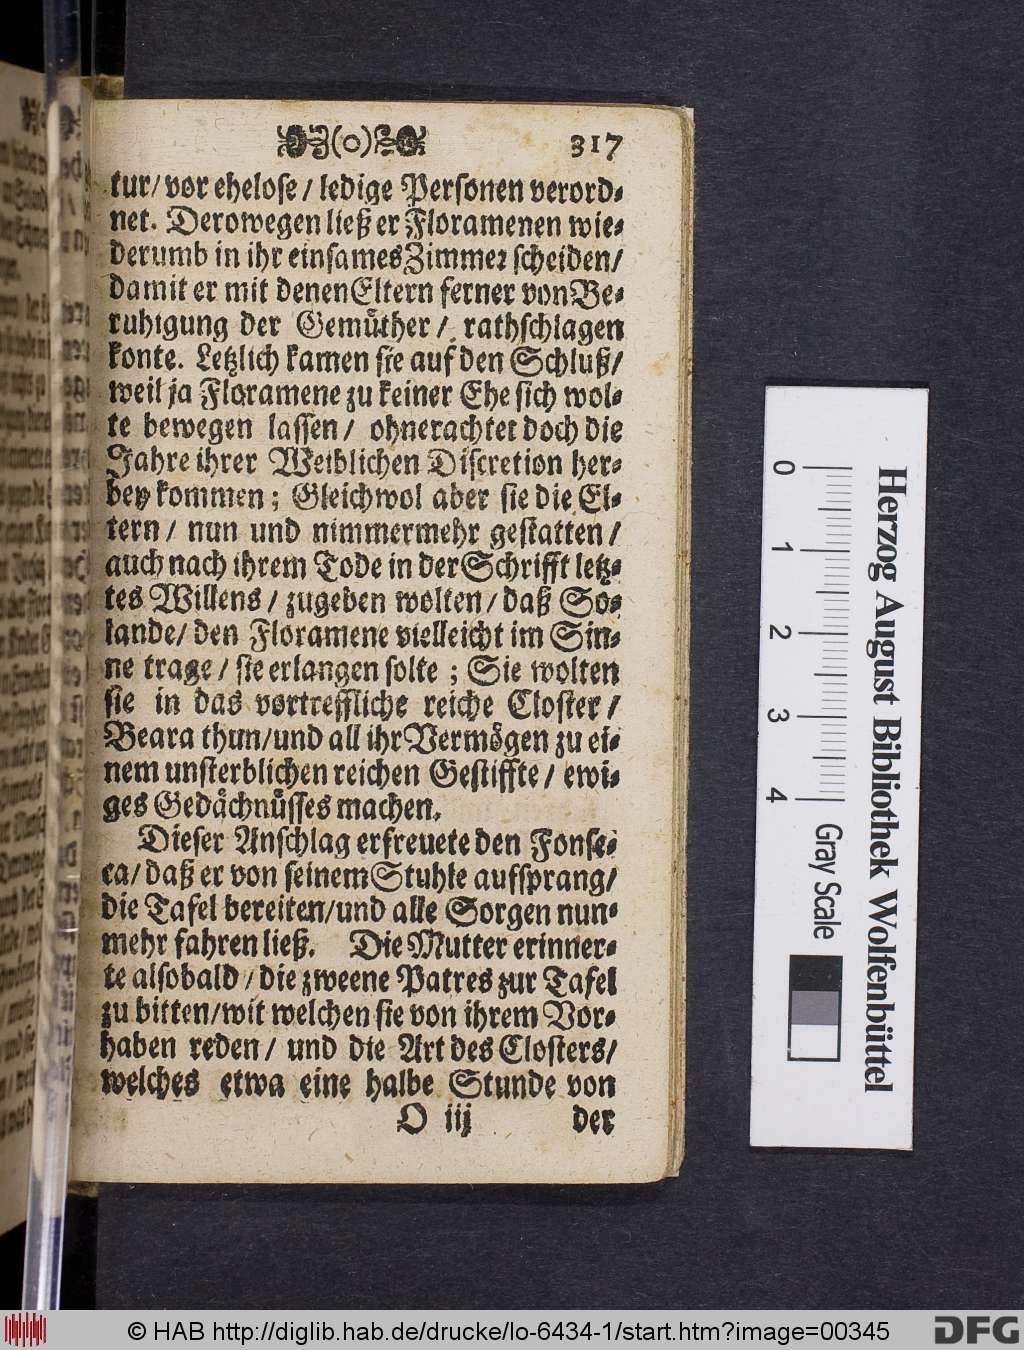 (o) 317
tur/ vor ehelose / ledige Personen verord-
net. Derowegen ließ er Floramenen wie-
derumb in ihr einsames Zimmer scheiden/
damit er mit denen Eltern ferner von Be-
ruhigung der Gemüther / rathschlagen
konte. Letzlich kamen sie auf den Schluß/
weil ja Floramene zu keiner Ehe sich wol-
te bewegen lassen / ohnerachtet doch die
Jahre ihrer Weiblichen Discretion her-
bey kommen ; Gleichwol aber sie die El-
tern / nun und nimmermehr gestatten /
auch nach ihrem Tode in der Schrifft letz-
tes Willens / zugeben wolten / daß So-
lande/ den Floramene vielleicht im Sin-
ne trage / sie erlangen solte ; Sie wolten
sie in das vortreffliche reiche Closter /
Beara thun/und all ihr Vermögen zu ei-
nem unsterblichen reichen Gestiffte / ewi-
ges Gedächnüsses machen.
Dieser Anschlag erfreuete den Fonse-
ca/ daß er von seinem Stuhle aufsprang/
die Tafel bereiten/und alle Sorgen nun-
mehr fahren ließ. Die Mutter erinner-
te alsobald / die zweene Patres zur Tafel
zu bitten/mit welchen sie von ihrem Vor-
haben reden / und die Art des Closters/
welches etwa eine halbe Stunde von
O iij der
0 1 2 3 4
Gray Scale
Herzog August Bibliothek Wolfenbüttel
© HAB http://diglib.hab.de/drucke/lo-6434-1/start.htm?image=00345
DFG